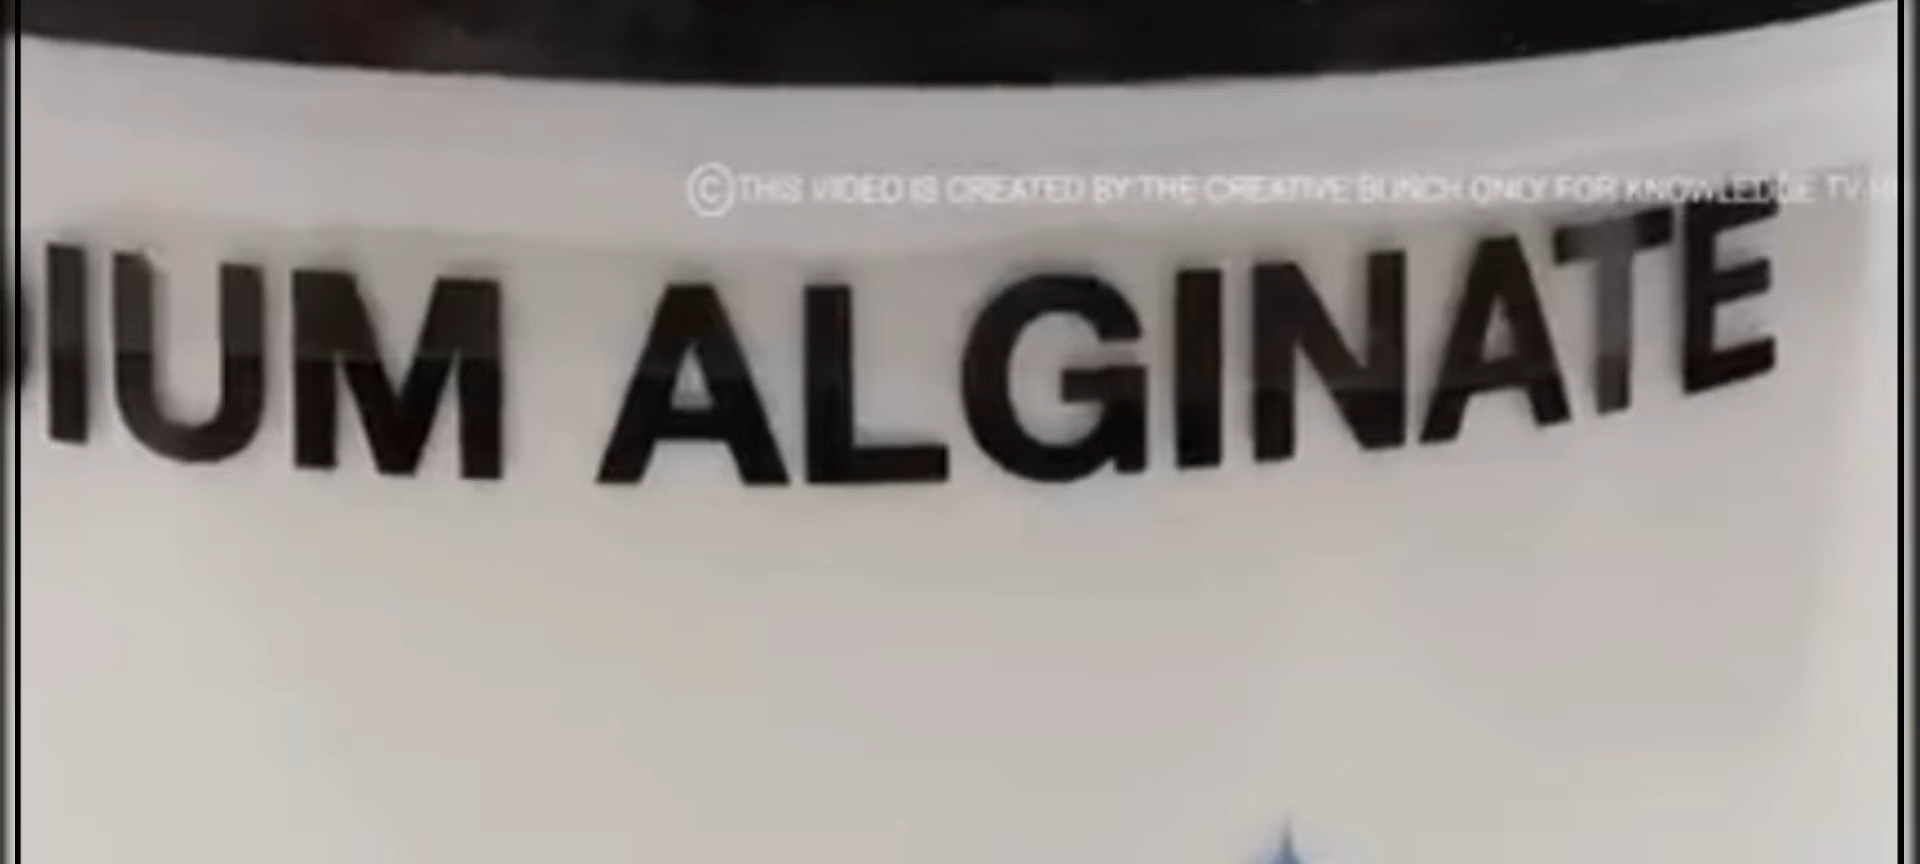 ©THIS VIDEO IS CREATED BY THE CREATIVE BUNCH ONLY FOR KNOWLEDGE TV.
IUM ALGINATE